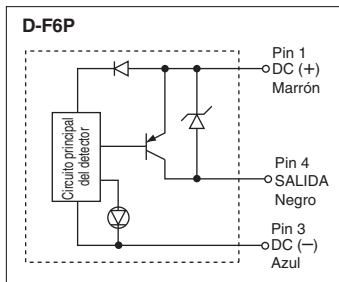 D-F6P
Pin 1
DC (+)
Marrón
Circuito principal
del detector
Pin 4
SALIDA
Negro
Pin 3
DC (—)
Azul